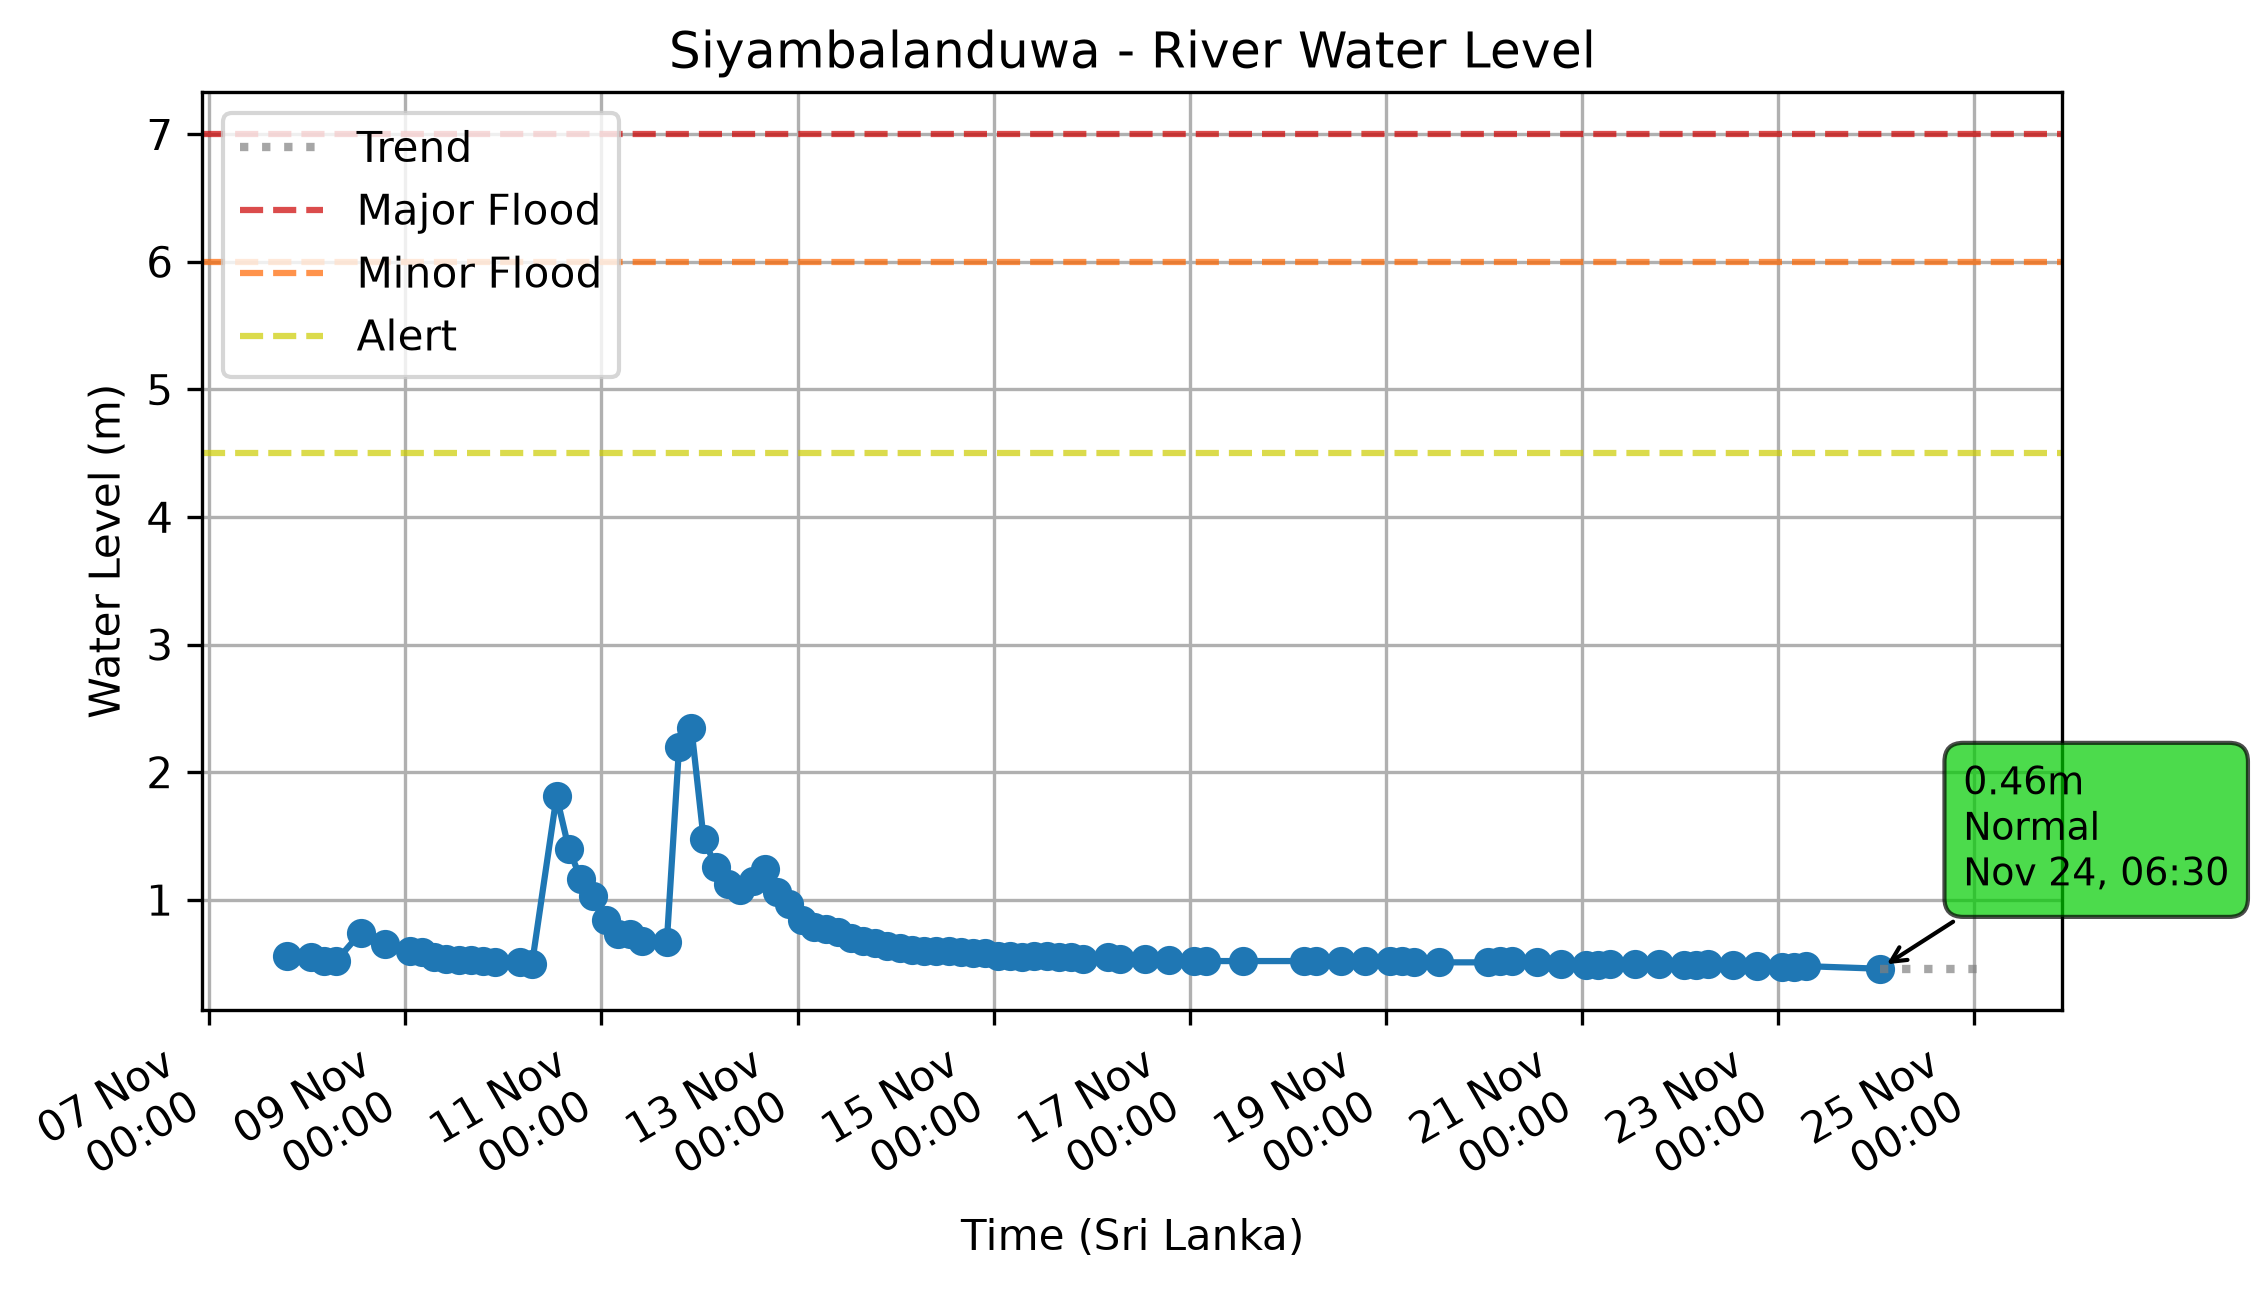 Siyambalanduwa - River Water Level
Trend
Major Flood
Minor Flood
Alert
7
6
5
4
3
2
1
Water Level (m)
0.46m
Normal
Nov 24, 06:30
07 Nov
00:00
09 Nov
00:00
11 Nov
00:00
13 Nov
00:00
15 Nov
00:00
17 Nov
00:00
19 Nov
00:00
21 Nov
00:00
23 Nov
00:00
25 Nov
00:00
Time (Sri Lanka)